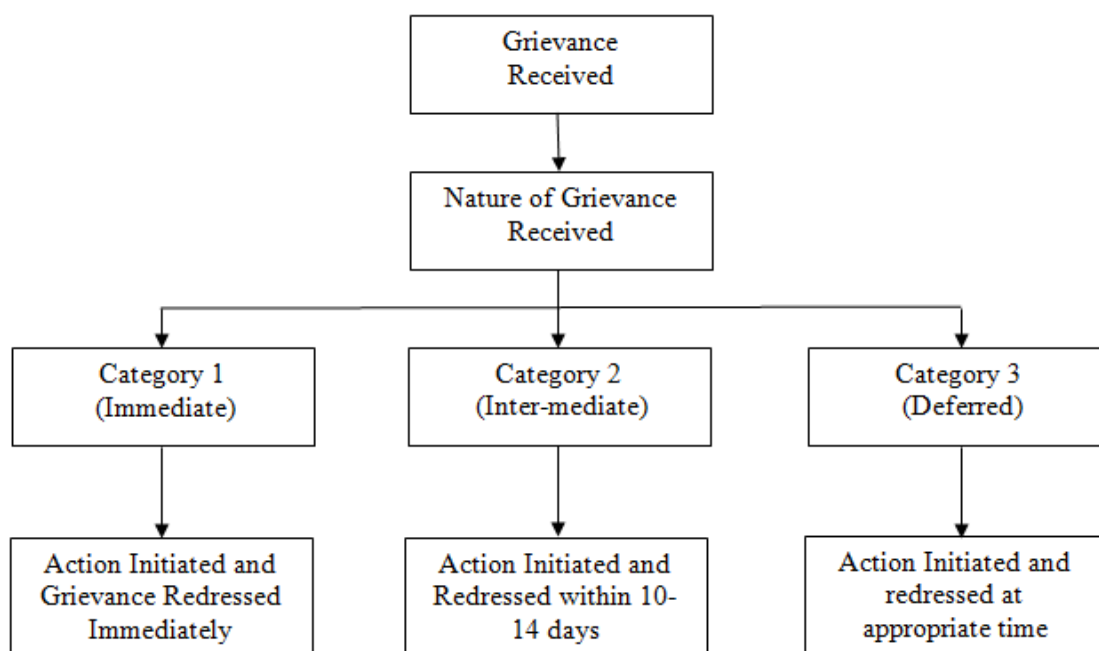 Grievance
Received
Nature of Grievance
Received
Category 1
(Immediate)
Category 2
(Inter-mediate)
Category 3
(Deferred)
Action Initiated and
Grievance Redressed
Immediately
Action Initiated and
Redressed within 10-
14 days
Action Initiated and
redressed at
appropriate time